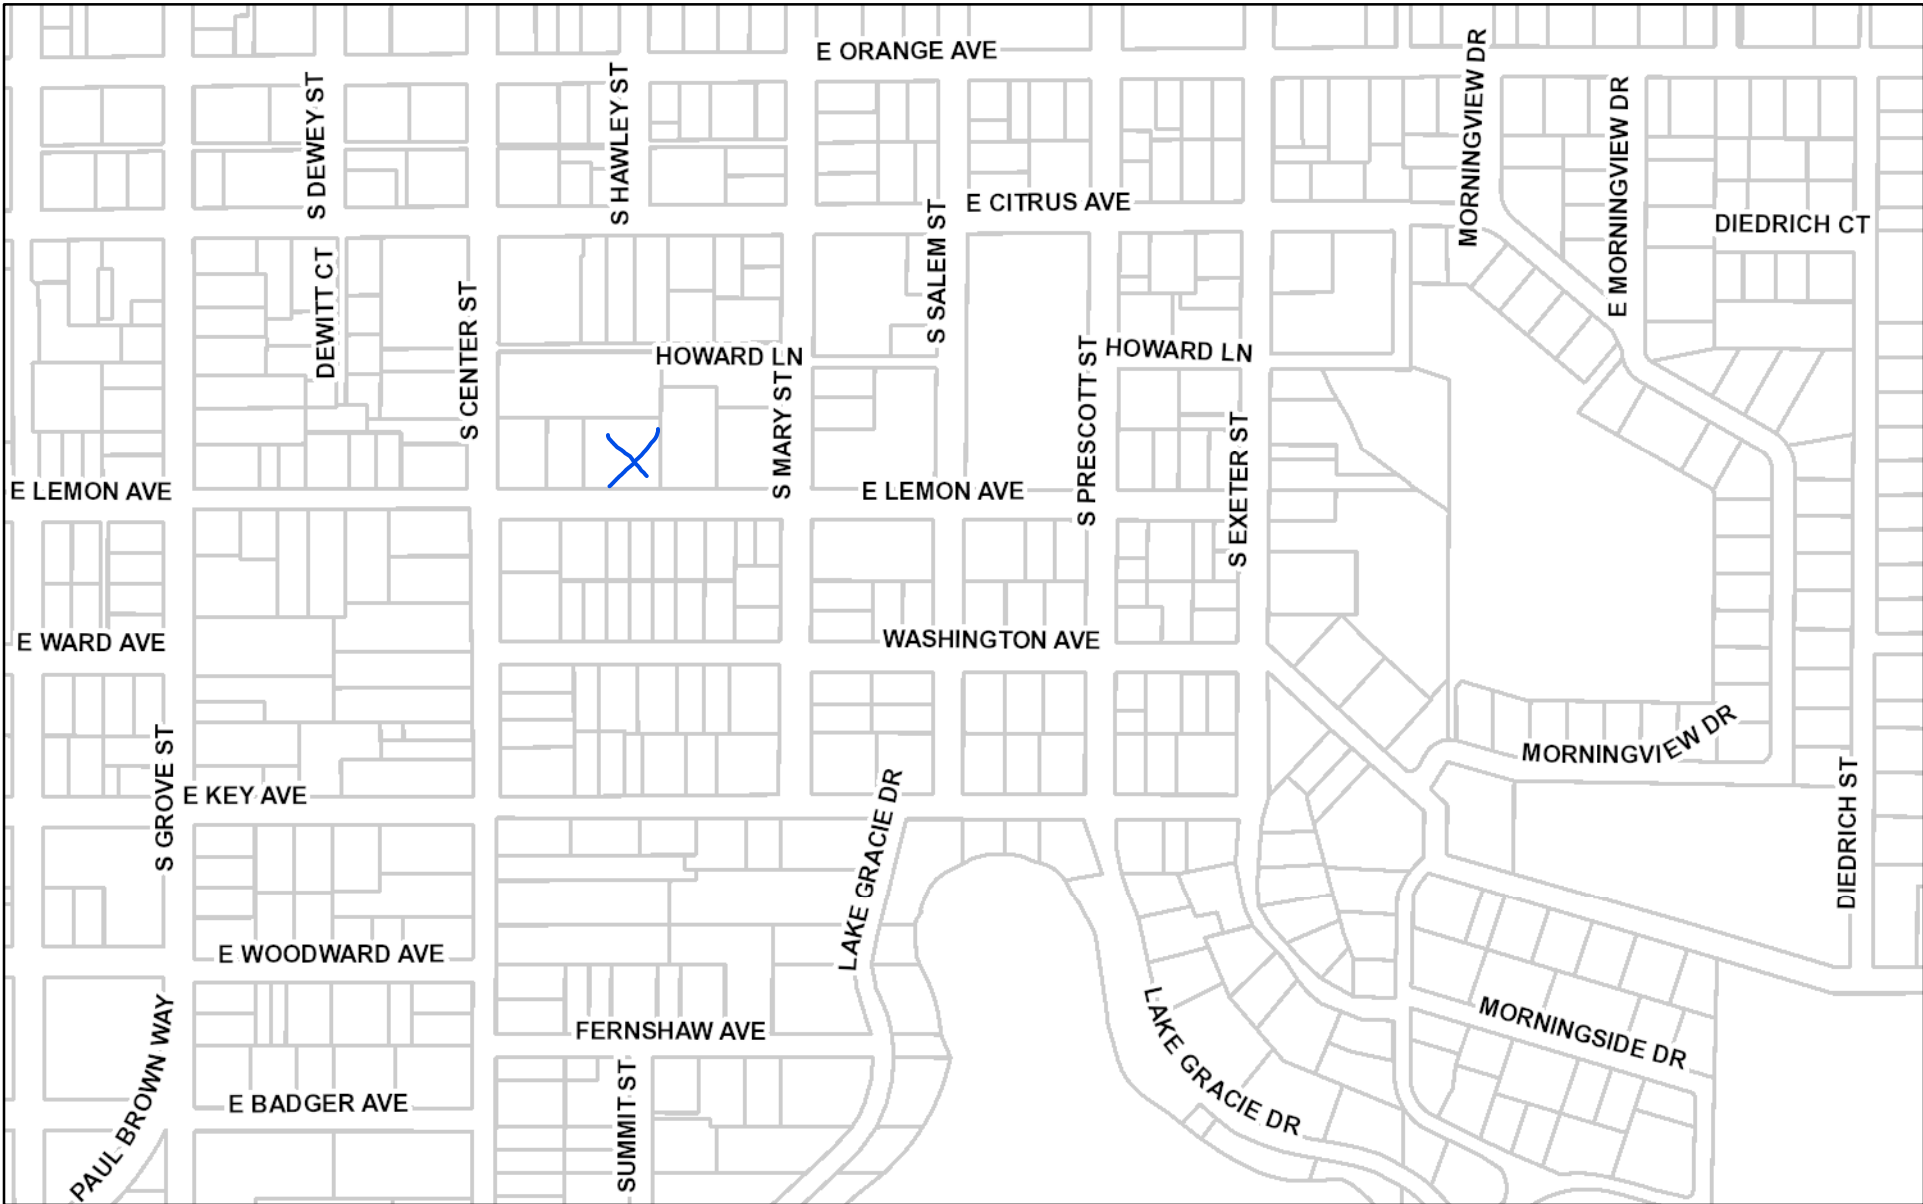 E ORANGE AVE
MORNINGVIEW DR
S DEWEY ST
S HAWLEY ST
E MORNINGVIEW DR
E CITRUS AVE
DIEDRICH CT
S SALEM ST
DEWITT CT
S CENTER ST
HOWARD LN
HOWARD LN
S MARY ST
S PRESCOTT ST
S EXETER ST
E LEMON AVE
E LEMON AVE
E WARD AVE
WASHINGTON AVE
MORNINGVIEW DR
S GROVE ST
E KEY AVE
LAKE GRACIE DR
DIEDRICH ST
E WOODWARD AVE
PAUL BROWN WAY
FERNSHAW AVE
LAKE GRACIE DR
MORNINGSIDE DR
E BADGER AVE
SUMMIT ST